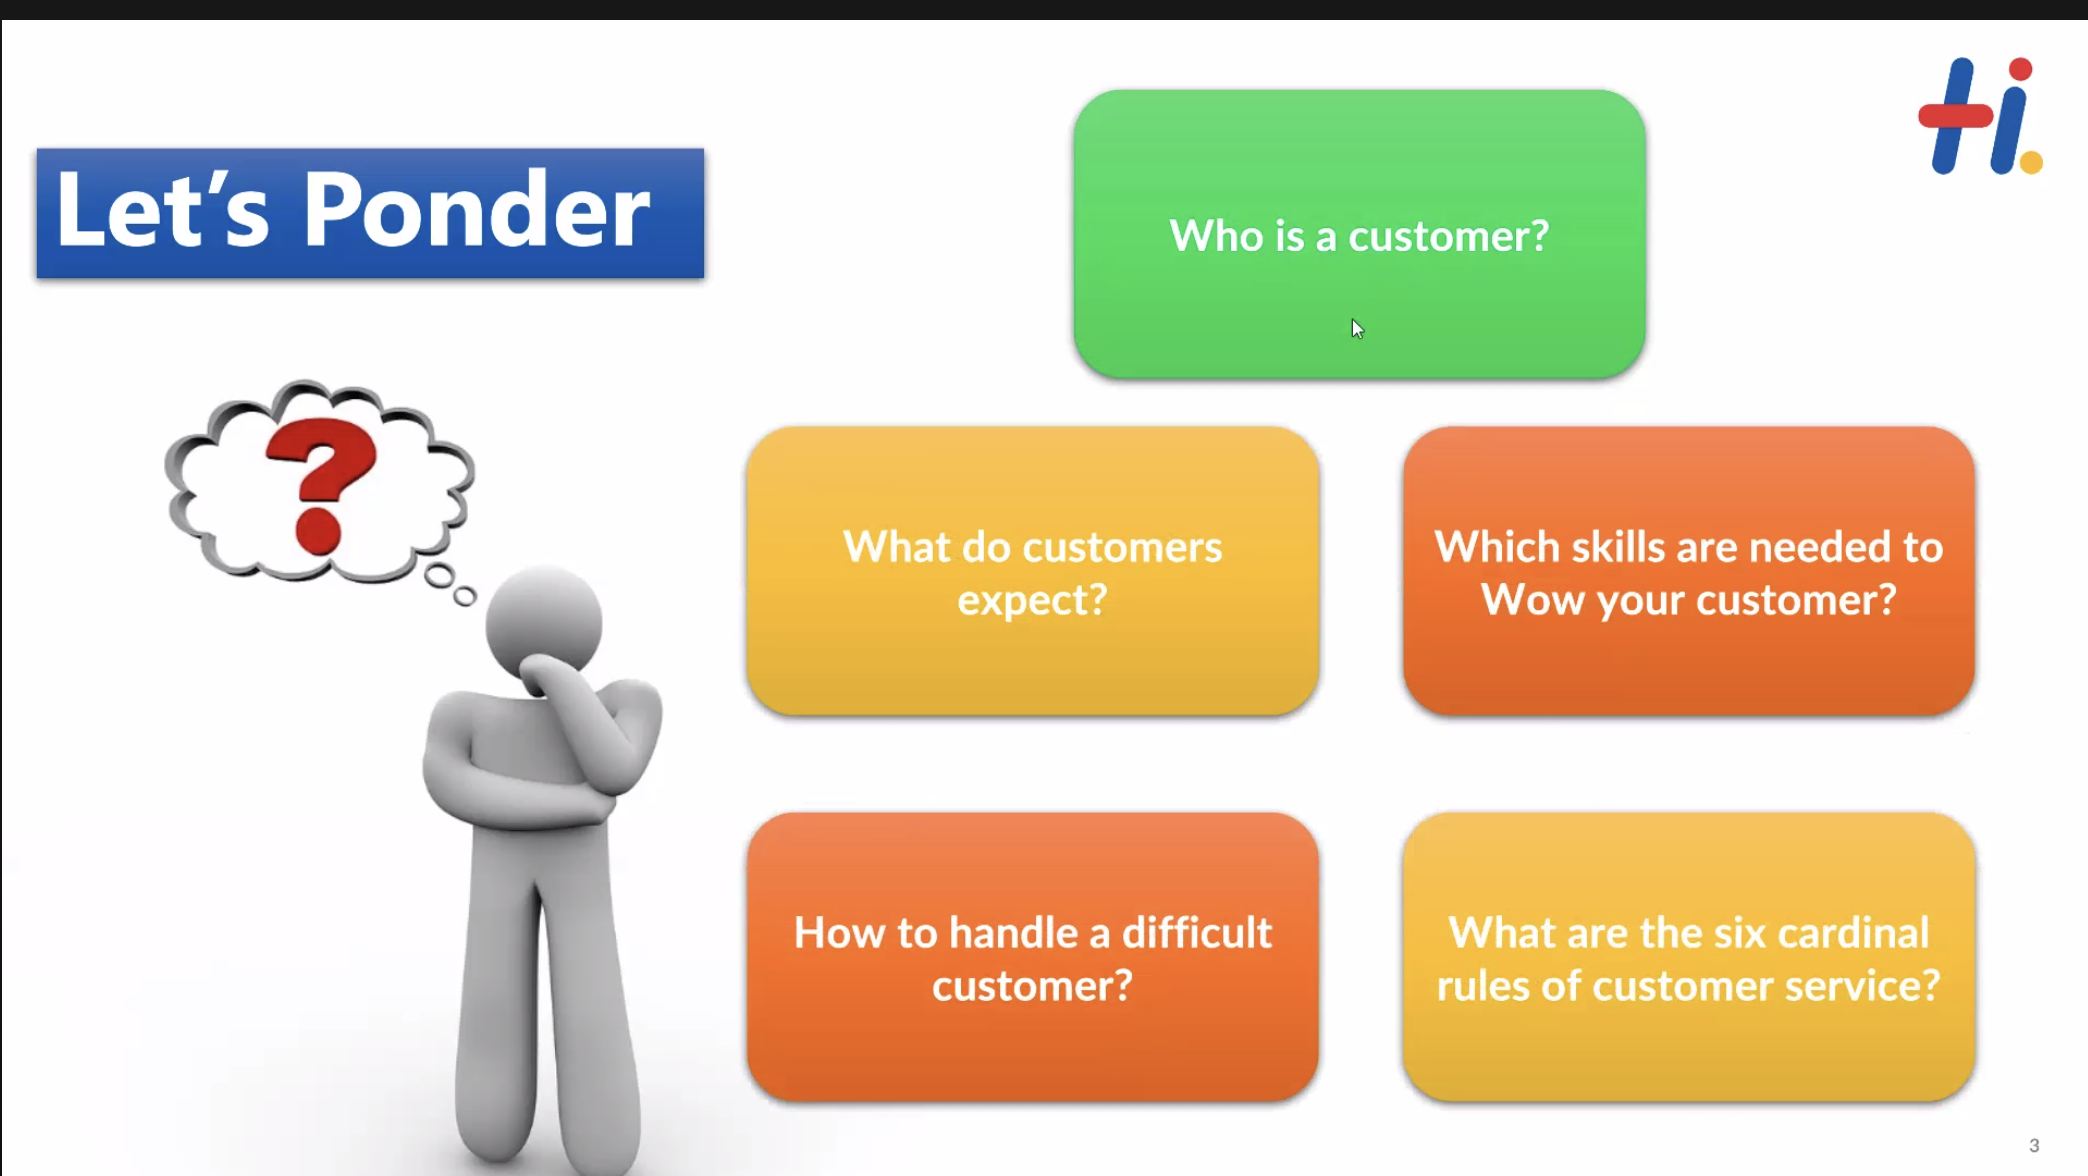 Let's Ponder
Hi.
Who is a customer?
?
What do customers
expect?
Which skills are needed to
Wow your customer?
How to handle a difficult
customer?
What are the six cardinal
rules of customer service?
3